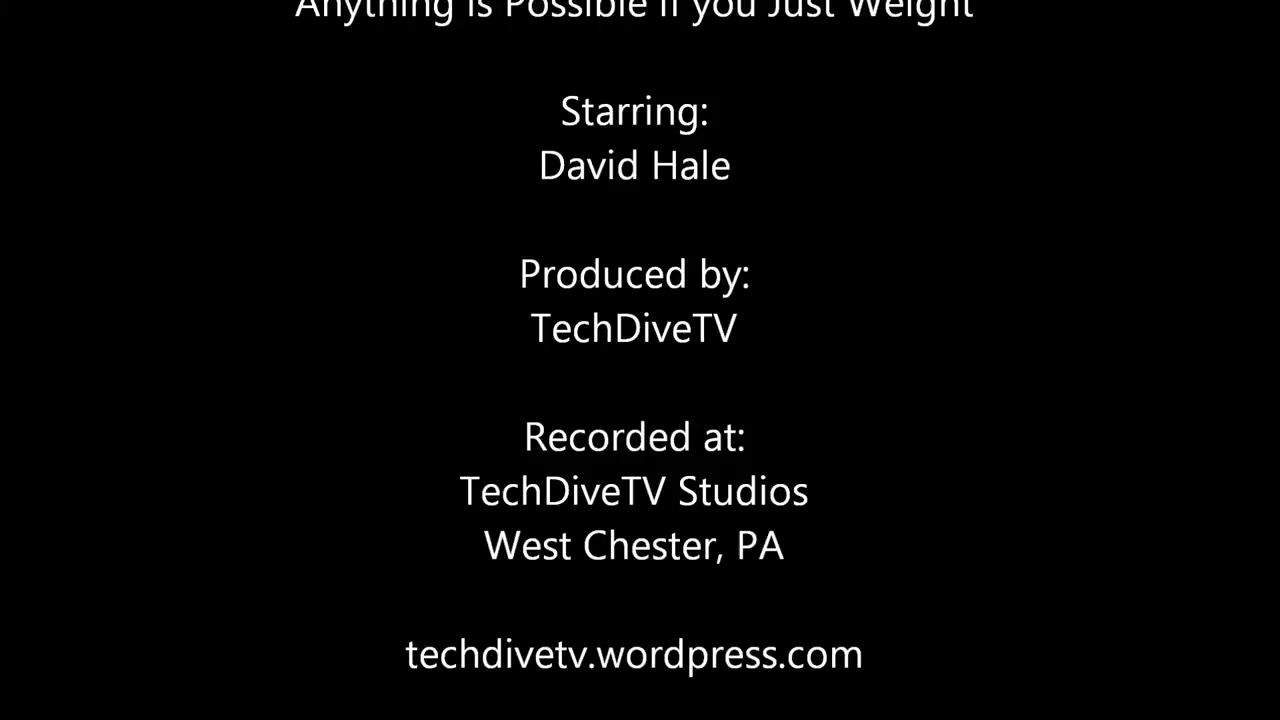 Anything is Possible if you Just Weight
Starring:
David Hale
Produced by:
TechDiveTV
Recorded at:
TechDiveTV Studios
West Chester, PA
techdivetv.wordpress.com